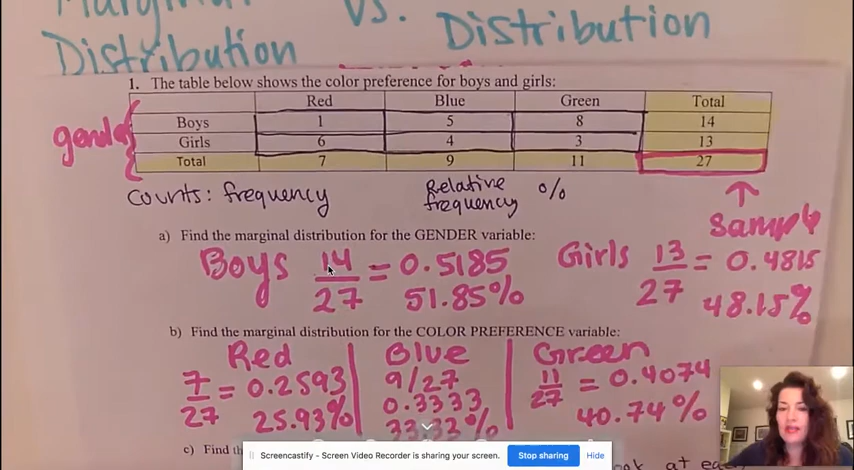 Marginal vs. Distribution
Distribution
1. The table below shows the color preference for boys and girls:
Red Blue Green Total
Boys 1 5 8 14
Girls 6 4 3 13
Total 7 9 11 27
gender
Counts: frequency Relative frequency %
Sample
a) Find the marginal distribution for the GENDER variable:
Boys 14/27 = 0.5185 Girls 13/27 = 0.4815
51.85% 48.15%
b) Find the marginal distribution for the COLOR PREFERENCE variable:
Red Blue Green
7/27 = 0.2593 9/27 11/27 = 0.4074
25.93% 0.3333 40.74%
33.33%
c) Find th
Screencastify - Screen Video Recorder is sharing your screen. Stop sharing Hide
at ea